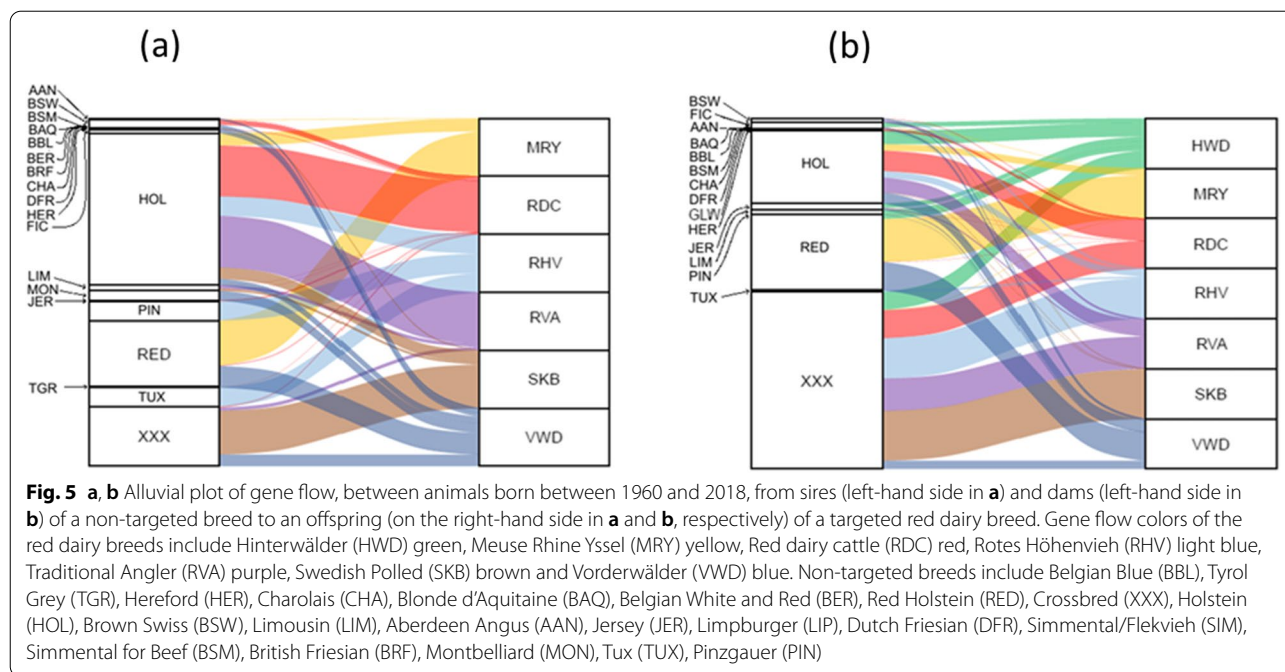 (a)
(b)
AAN
BSW
BSM
BAQ
BBL
BER
BRF
CHA
DFR
HER
FIC
LIM
MON
JER
TGR
HOL
PIN
RED
TUX
XXX
MRY
RDC
RHV
RVA
SKB
VWD
BSW
FIC
AAN
BAQ
BBL
BSM
CHA
DFR
GLW
HER
JER
LIM
PIN
TUX
HOL
RED
XXX
HWD
MRY
RDC
RHV
RVA
SKB
VWD
Fig. 5 a, b Alluvial plot of gene flow, between animals born between 1960 and 2018, from sires (left-hand side in a) and dams (left-hand side in
b) of a non-targeted breed to an offspring (on the right-hand side in a and b, respectively) of a targeted red dairy breed. Gene flow colors of the
red dairy breeds include Hinterwälder (HWD) green, Meuse Rhine Yssel (MRY) yellow, Red dairy cattle (RDC) red, Rotes Höhenvieh (RHV) light blue,
Traditional Angler (RVA) purple, Swedish Polled (SKB) brown and Vorderwälder (VWD) blue. Non-targeted breeds include Belgian Blue (BBL), Tyrol
Grey (TGR), Hereford (HER), Charolais (CHA), Blonde d'Aquitaine (BAQ), Belgian White and Red (BER), Red Holstein (RED), Crossbred (XXX), Holstein
(HOL), Brown Swiss (BSW), Limousin (LIM), Aberdeen Angus (AAN), Jersey (JER), Limpburger (LIP), Dutch Friesian (DFR), Simmental/Flekvieh (SIM),
Simmental for Beef (BSM), British Friesian (BRF), Montbelliard (MON), Tux (TUX), Pinzgauer (PIN)